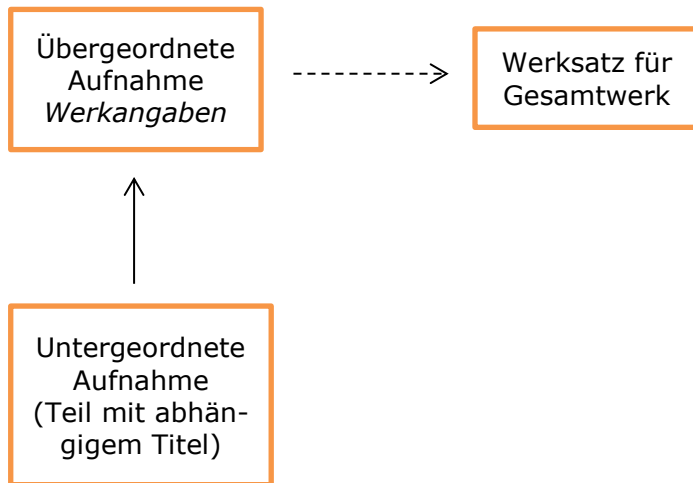 Übergeordnete
Aufnahme
Werkangaben
Werksatz für
Gesamtwerk
Untergeordnete
Aufnahme
(Teil mit abhän-
gigem Titel)